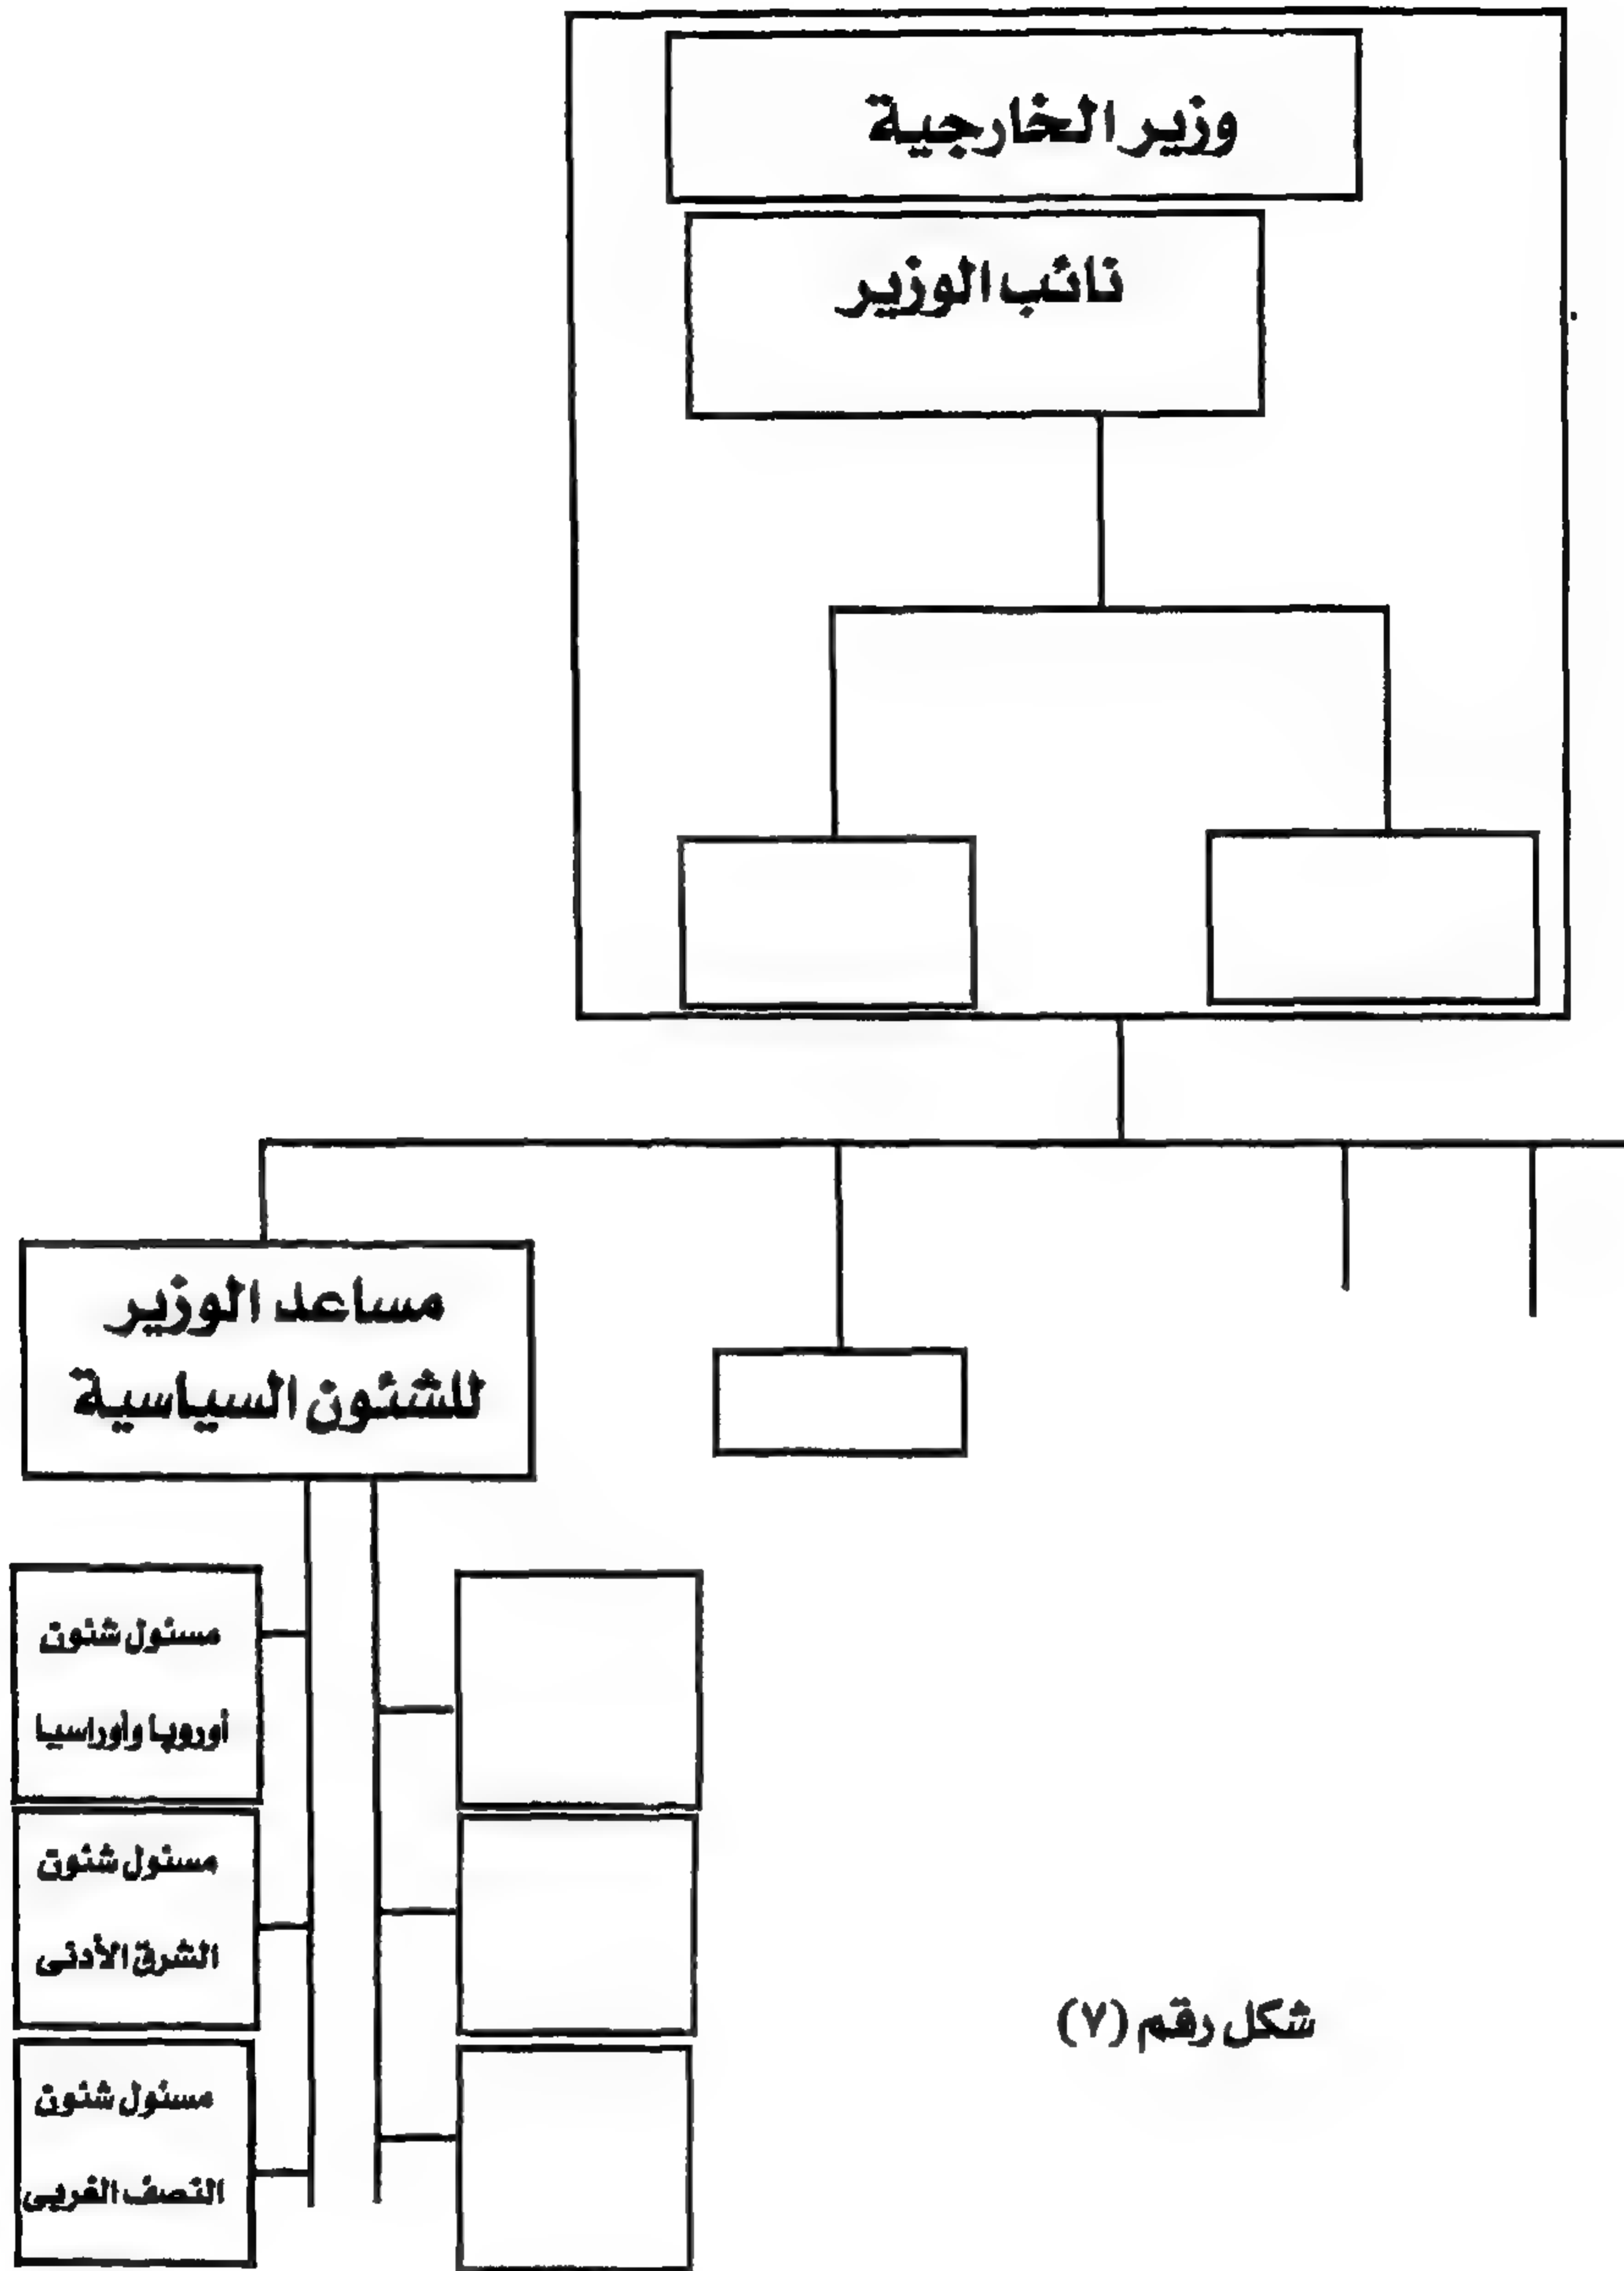 وزير الخارجية
نائب الوزير
مساعد الوزير
للشئون السياسية
مسئول شئون
أوروبا وأوراسيا
مسئول شئون
الشرق الأدنى
مسئول شئون
النصف الغربى
شكل رقم (٧)